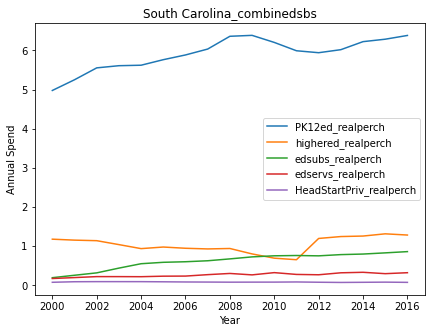 South Carolina_combinedsbs
Annual Spend
6
5
4
3
2
1
0
PK12ed_realperch
highered_realperch
edsubs_realperch
edservs_realperch
HeadStartPriv_realperch
2000 2002 2004 2006 2008 2010 2012 2014 2016
Year